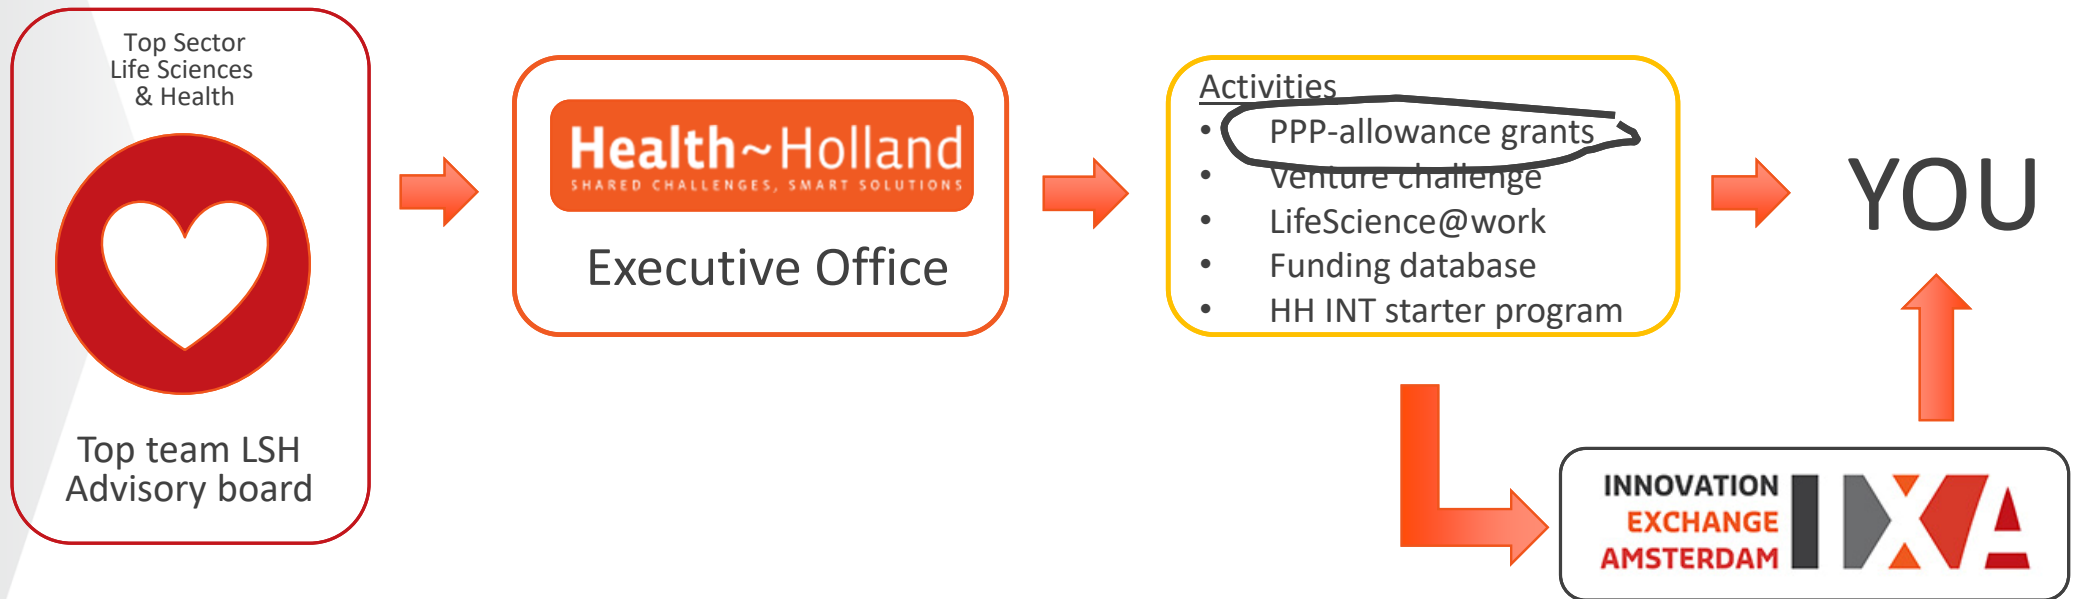 Top Sector
Life Sciences
& Health
Top team LSH
Advisory board
Health~Holland
SHARED CHALLENGES, SMART SOLUTIONS
Executive Office
Activities
• PPP-allowance grants
• Venture challenge
• LifeScience@work
• Funding database
• HH INT starter program
YOU
INNOVATION
EXCHANGE
AMSTERDAM
IXA